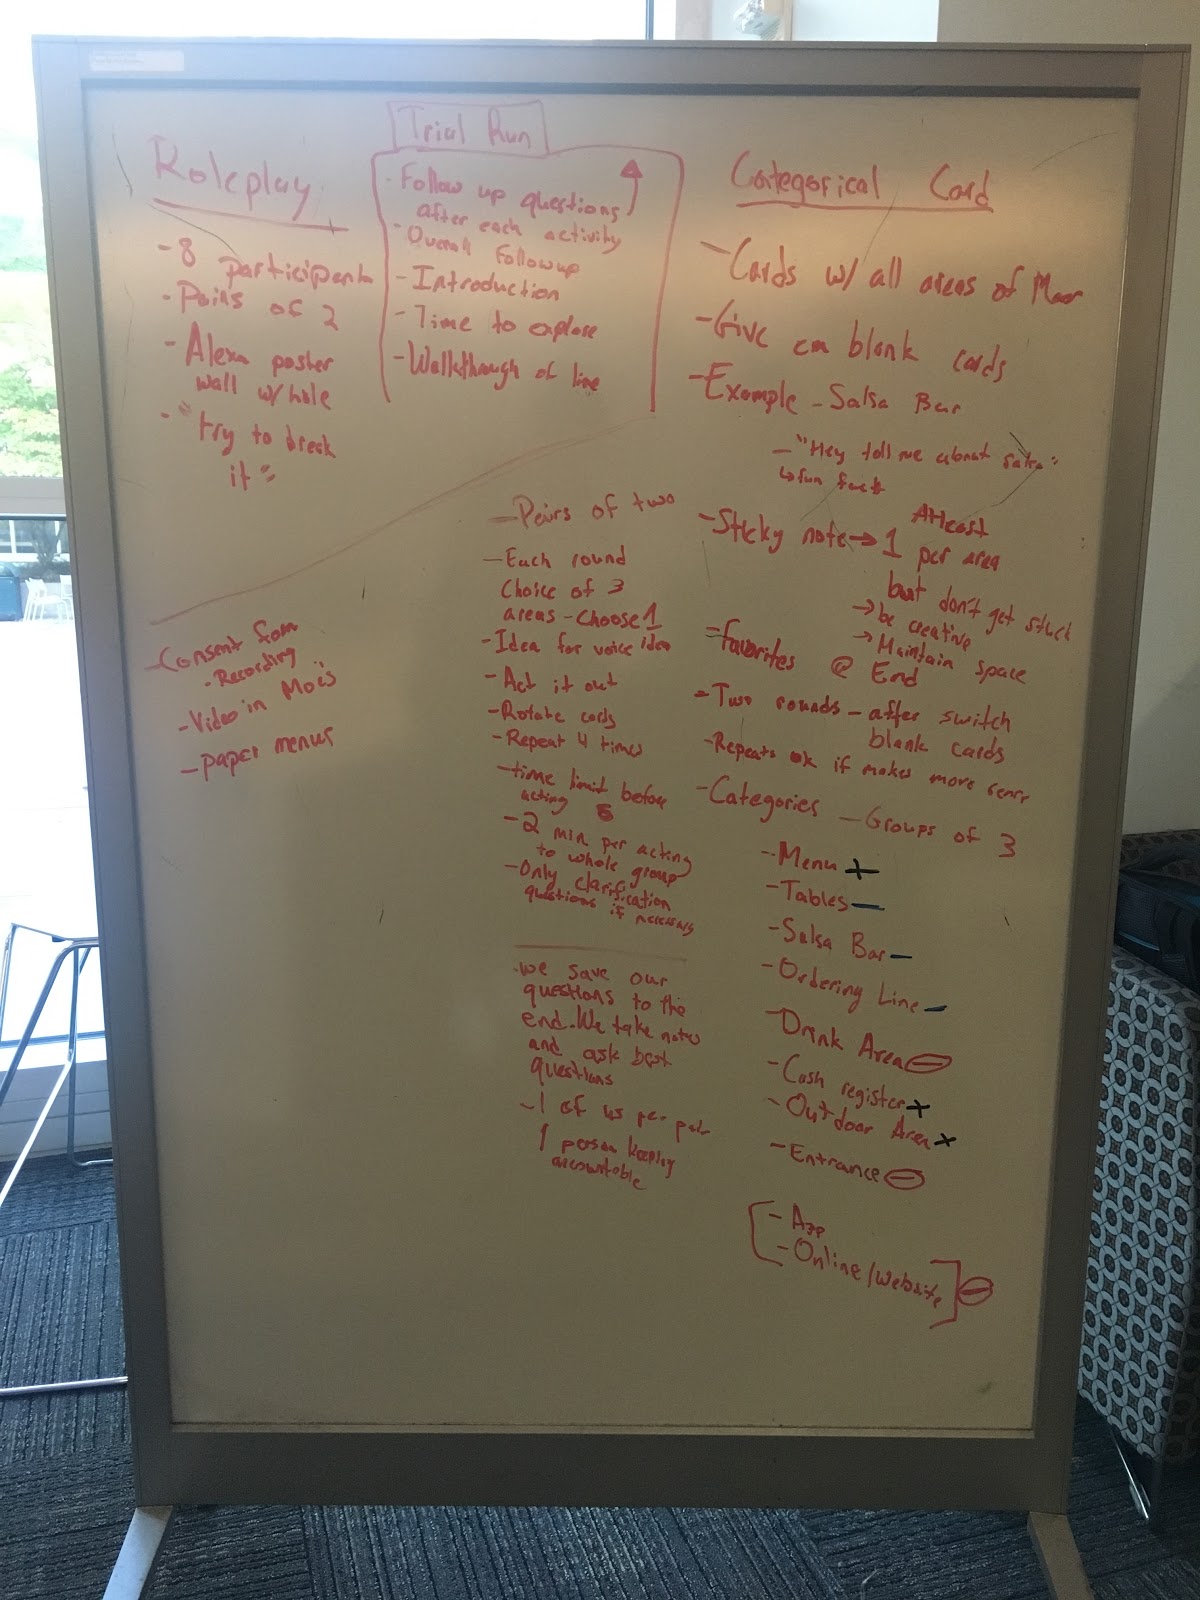 Roleplay
- 8 participants
- Pairs of 2
- Alexa poster
wall w/ hole
- "try to break
it"
Trial Run
- Follow up questions
after each activity
- Overall Followup
- Introduction
- Time to explore
- Walkthrough of line
- Consent from
- Recording
- Video in Moe's
- paper menus
- Pairs of two
- Each round
Choice of 3
areas - Choose 1
- Idea for voice idea
- Act it out
- Rotate cards
- Repeat 4 times
- time limit before
acting 5
- 2 min per acting
to whole group
- Only clarification
questions if necessary
- we save our
questions to the
end. We take notes
and ask best
questions
- 1 of us per pair
1 person keeping
accountable
Categorical Card
- Cards w/ all areas of Moes
- Give em blank cards
- Example - Salsa Bar
- "Hey tell me about salsa"
↳ fun fact
- Sticky note → 1 per area
Atleast
but don't get stuck
→ be creative
→ Maintain space
- favorites @ End
- Two rounds - after switch
blank cards
- Repeats ok if makes more sense
- Categories - Groups of 3
- Menu +
- Tables -
- Salsa Bar -
- Ordering Line -
- Drink Area -
- Cash register +
- Outdoor Area x
- Entrance -
- App
- Online/website -